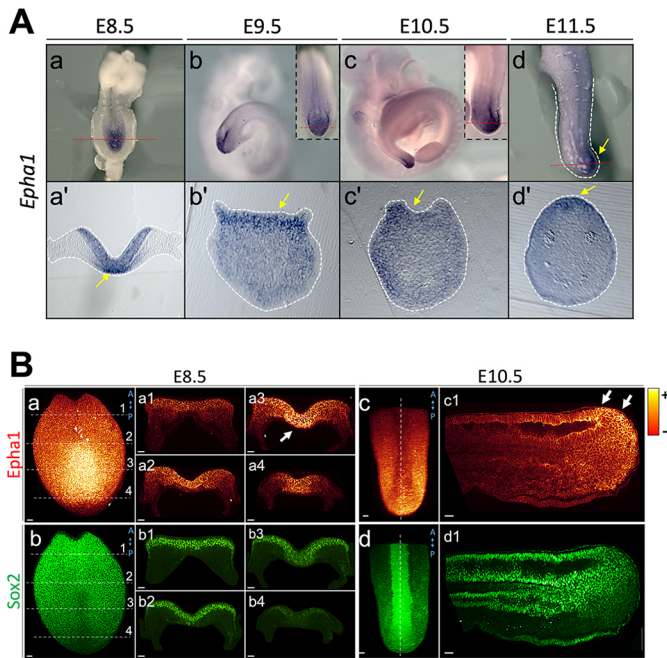 A
E8.5 E9.5 E10.5 E11.5
Epha1
a b c d
a' b' c' d'
B
E8.5 E10.5
Epha1
a A P 1 2 3 4 a1 a3 c A P c1 + -
a2 a4
Sox2
b A P 1 2 3 4 b1 b3 d A P d1
b2 b4